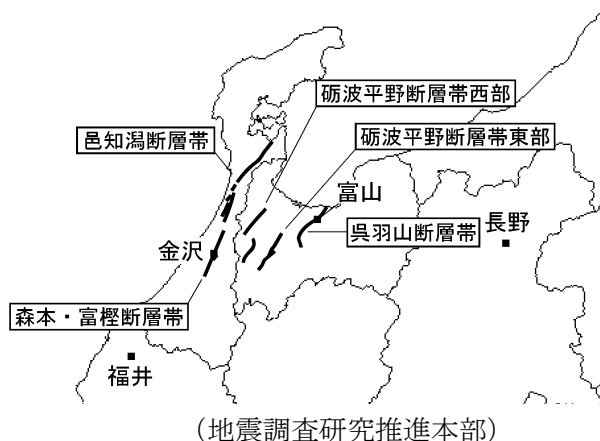 砺波平野断層帯西部
邑知潟断層帯
砺波平野断層帯東部
富山
長野
呉羽山断層帯
金沢
森本・富樫断層帯
福井
（地震調査研究推進本部）